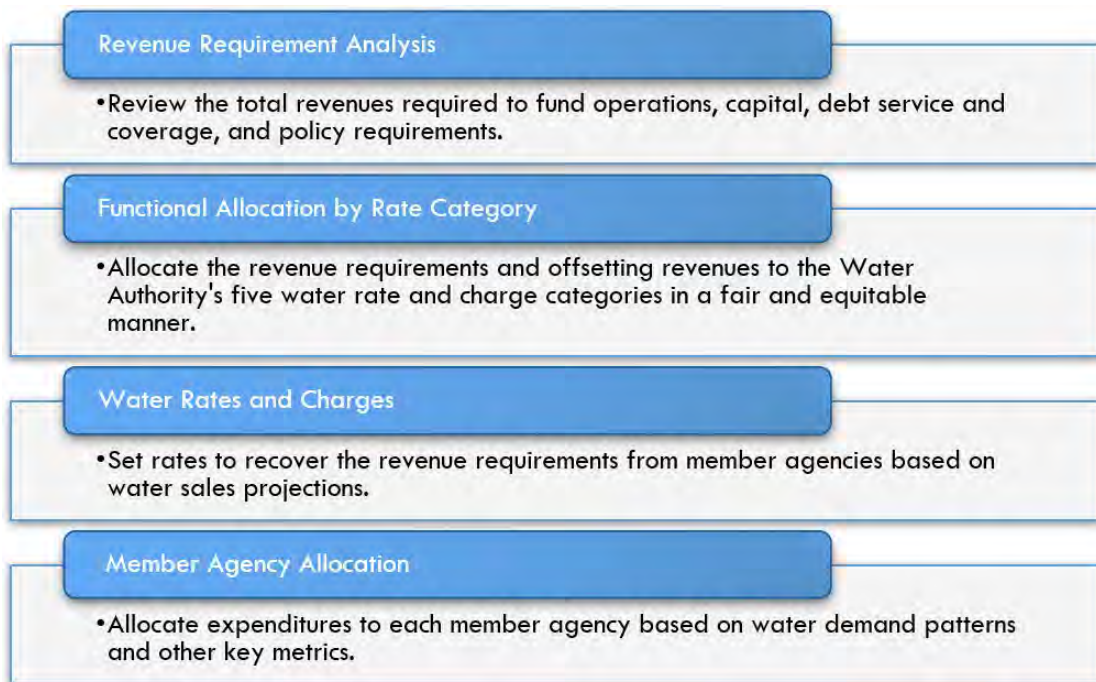 Revenue Requirement Analysis
•Review the total revenues required to fund operations, capital, debt service and
coverage, and policy requirements.
Functional Allocation by Rate Category
•Allocate the revenue requirements and offsetting revenues to the Water
Authority's five water rate and charge categories in a fair and equitable
manner.
Water Rates and Charges
•Set rates to recover the revenue requirements from member agencies based on
water sales projections.
Member Agency Allocation
•Allocate expenditures to each member agency based on water demand patterns
and other key metrics.